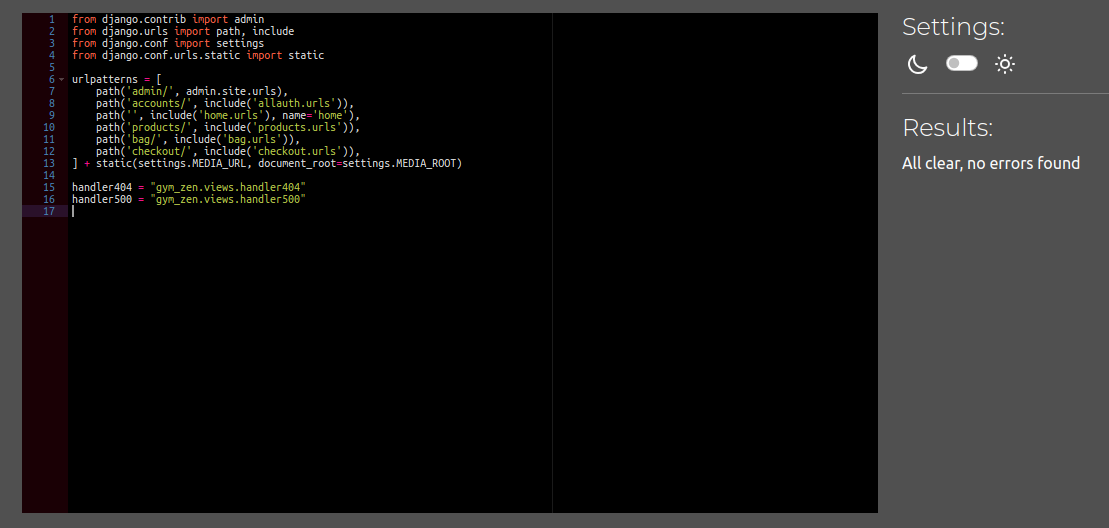 1 from django.contrib import admin
2 from django.urls import path, include
3 from django.conf import settings
4 from django.conf.urls.static import static
5
6 urlpatterns = [
7     path('admin/', admin.site.urls),
8     path('accounts/', include('allauth.urls')),
9     path('', include('home.urls'), name='home'),
10     path('products/', include('products.urls')),
11     path('bag/', include('bag.urls')),
12     path('checkout/', include('checkout.urls')),
13 ] + static(settings.MEDIA_URL, document_root=settings.MEDIA_ROOT)
14
15 handler404 = "gym_zen.views.handler404"
16 handler500 = "gym_zen.views.handler500"
17
Settings:
Results:
All clear, no errors found